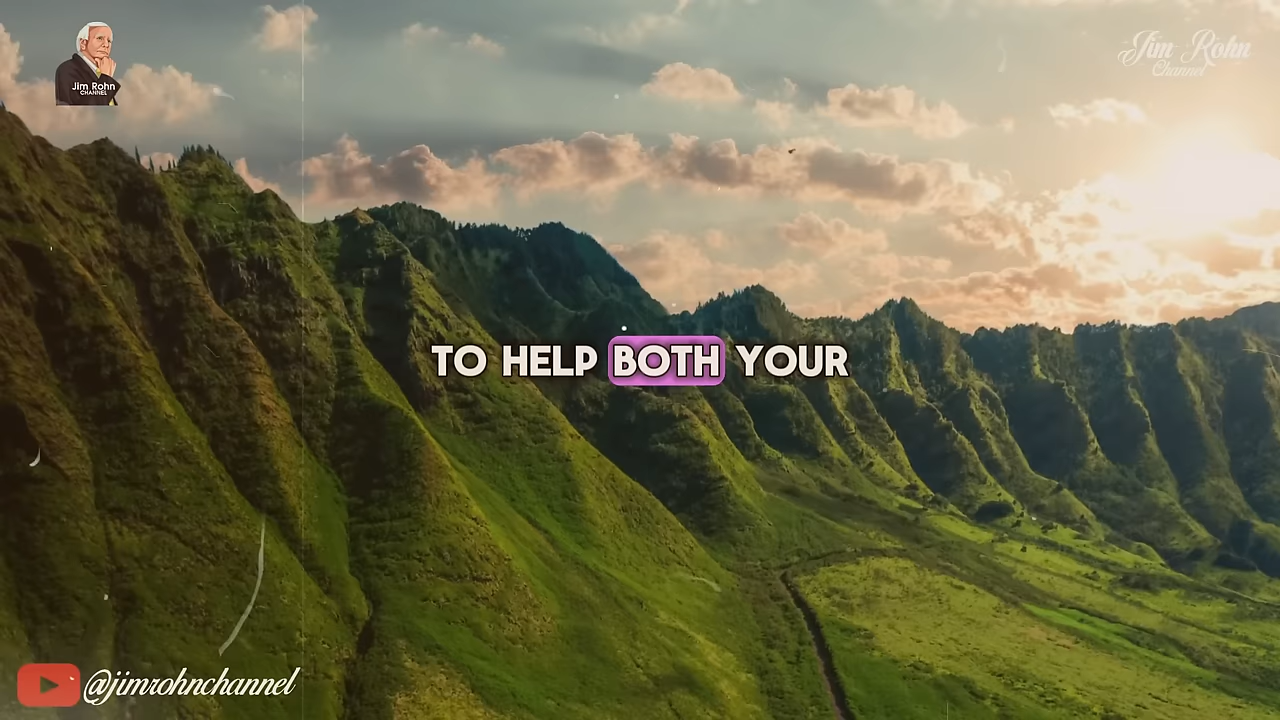 Jim Rohn
CHANNEL
Jim Rohn
Channel
TO HELP BOTH YOUR
@jimrohnchannel